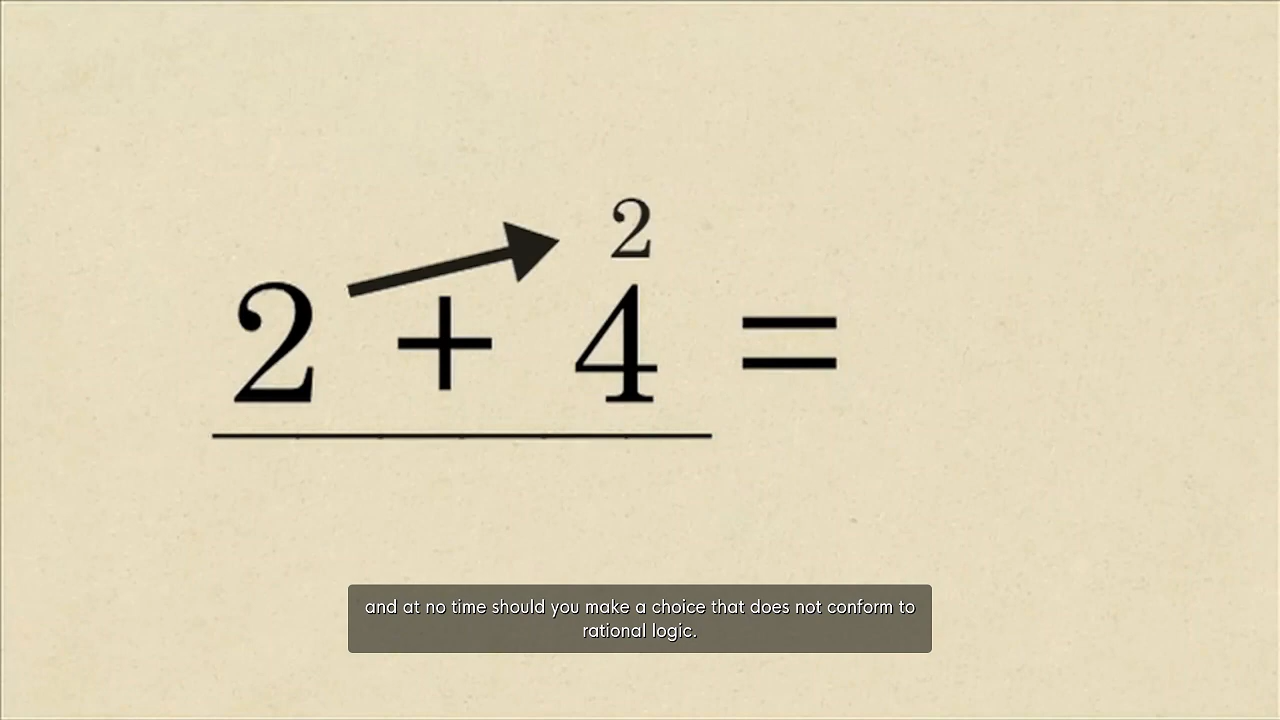 2
2 + 4 =
and at no time should you make a choice that does not conform to
rational logic.